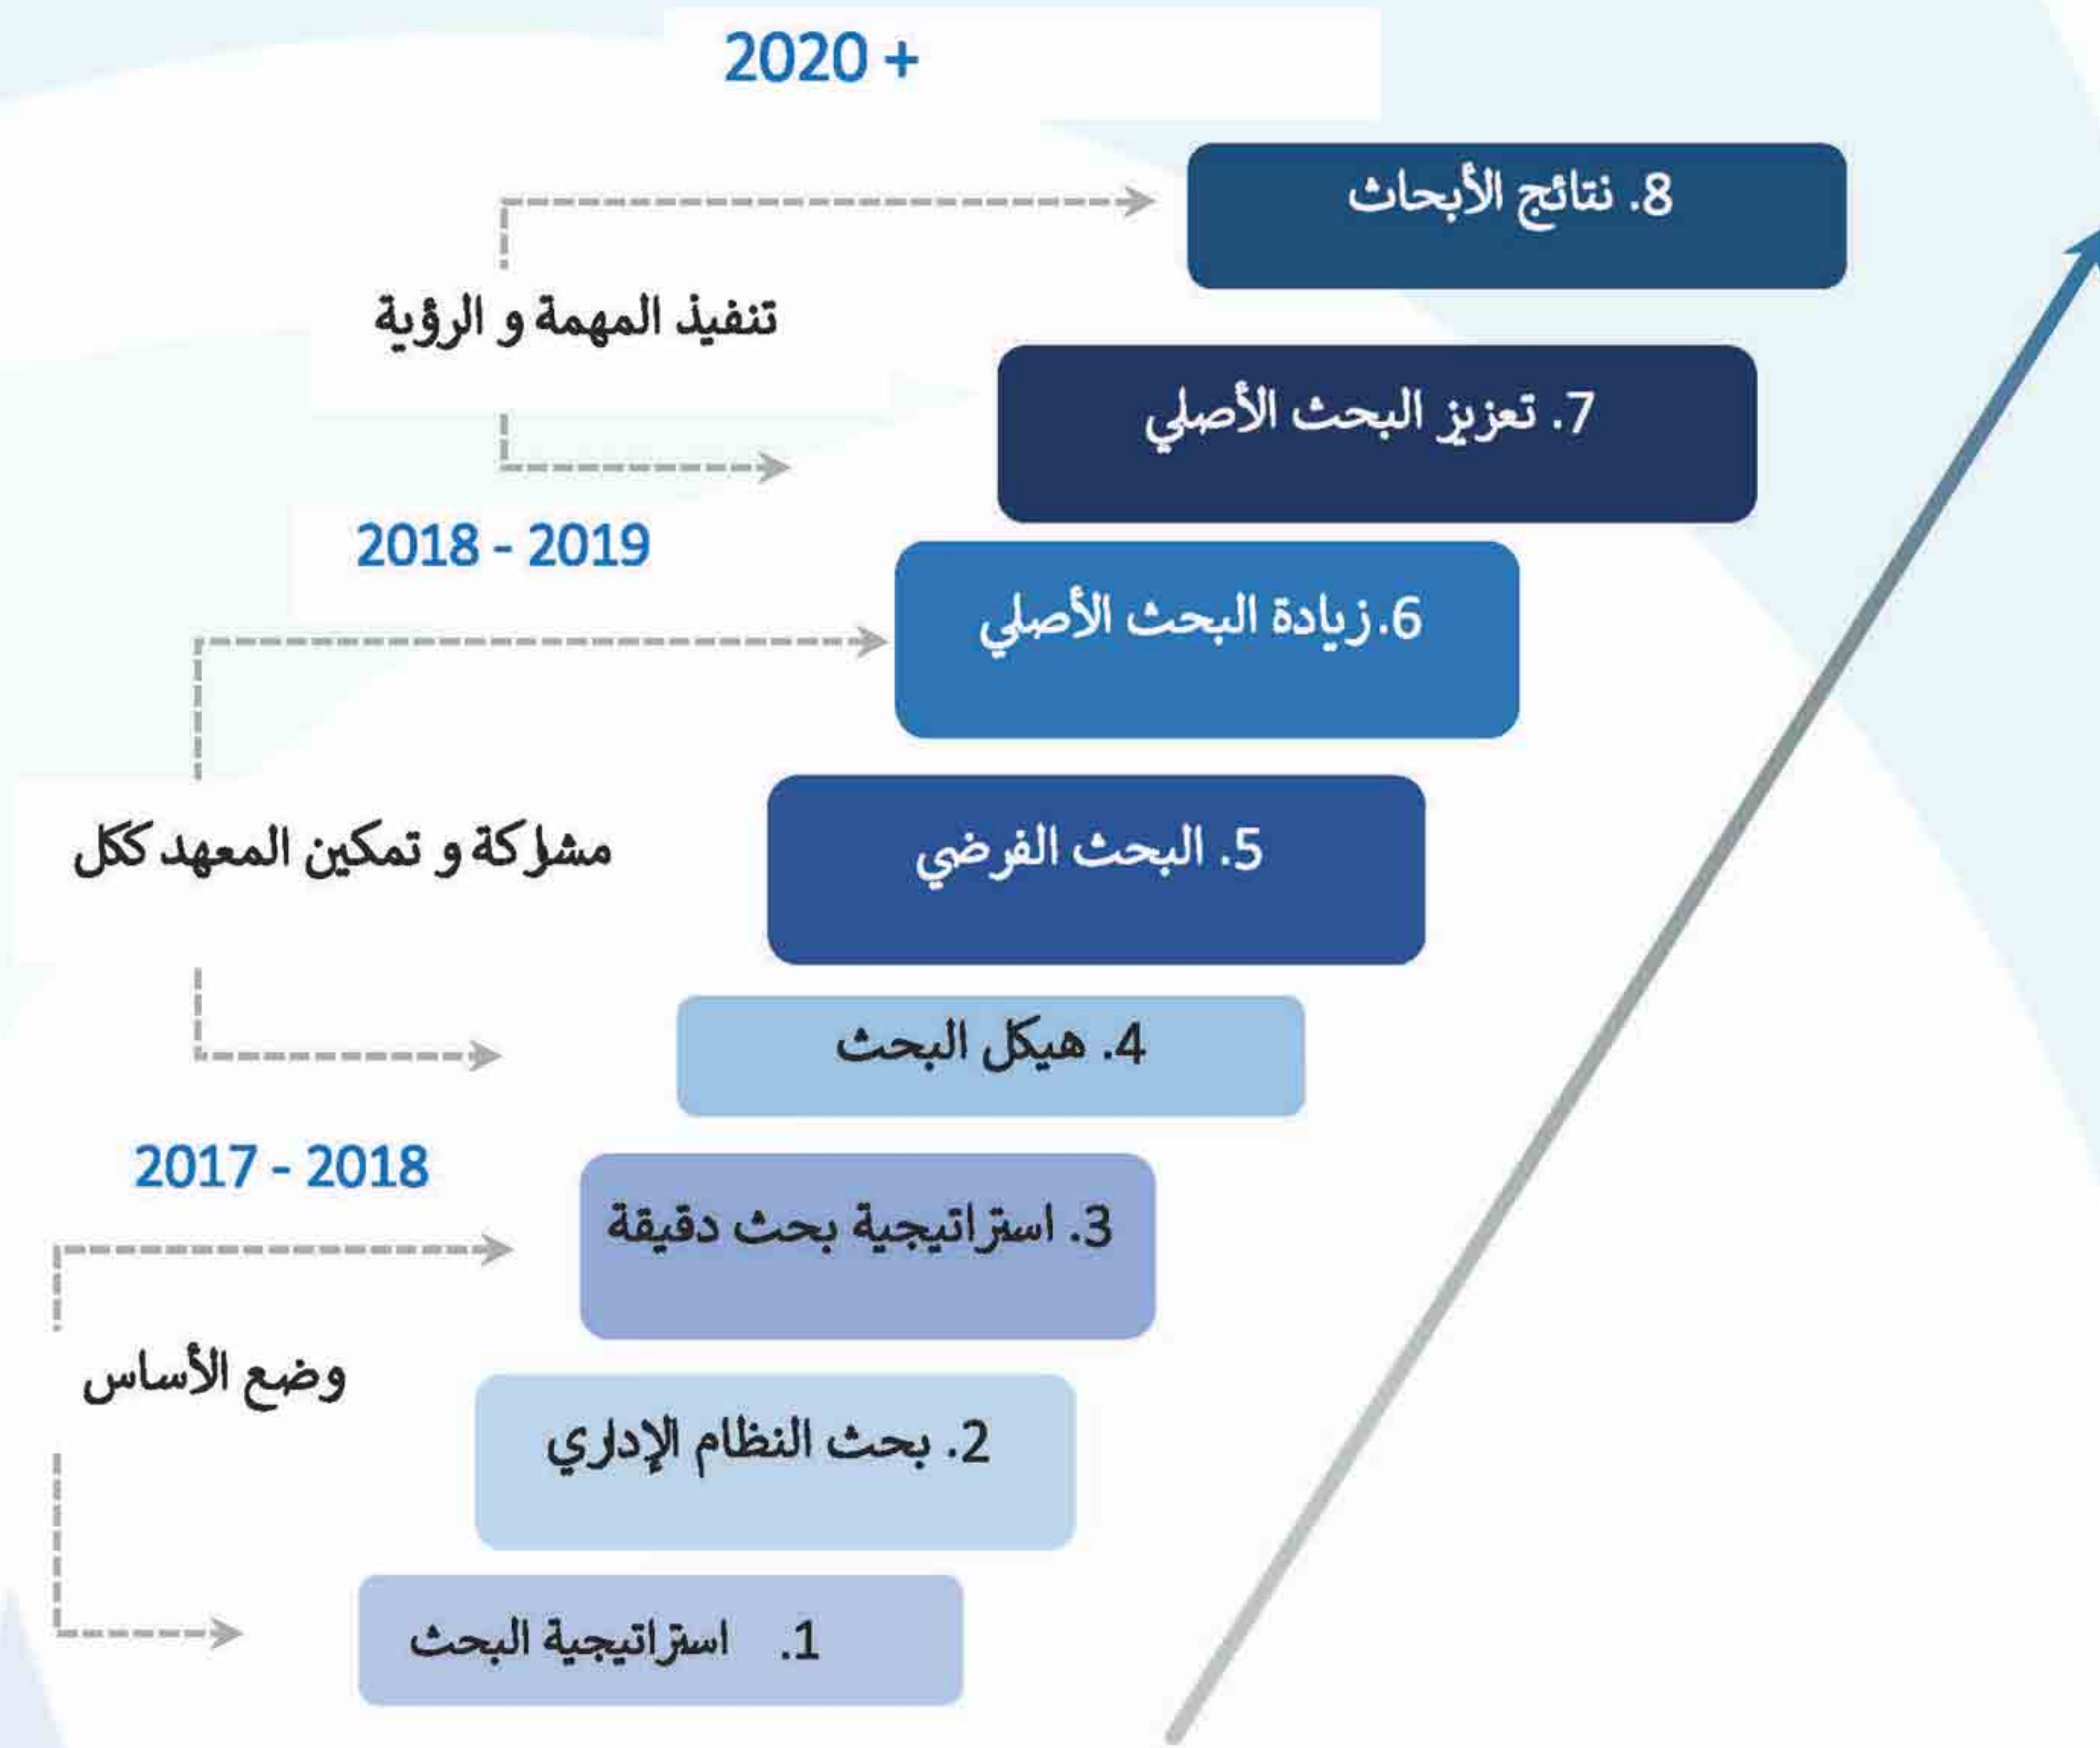 2020 +
8. نتائج الأبحاث
تنفيذ المهمة و الرؤية
7. تعزيز البحث الأصلي
2018 - 2019
6. زيادة البحث الأصلي
5. البحث الفرضي
مشاركة و تمكين المعهد ككل
4. هيكل البحث
2017 - 2018
3. استراتيجية بحث دقيقة
وضع الأساس
2. بحث النظام الإداري
1. استراتيجية البحث